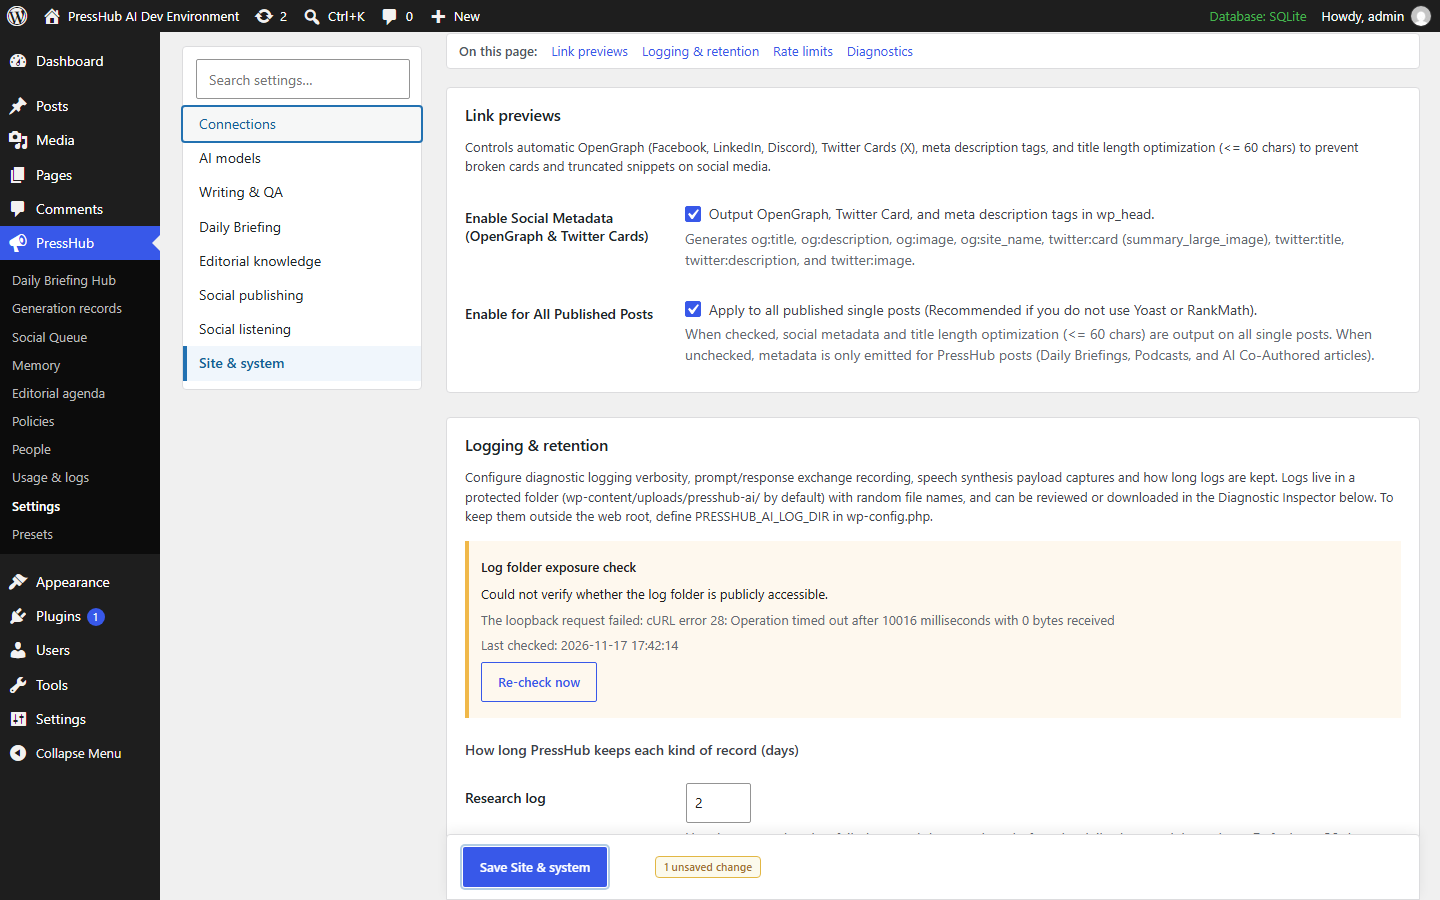 PressHub AI Dev Environment
2
Ctrl+K
0
New
Database: SQLite
Howdy, admin
Dashboard
Posts
Media
Pages
Comments
PressHub
Daily Briefing Hub
Generation records
Social Queue
Memory
Editorial agenda
Policies
People
Usage & logs
Settings
Presets
Appearance
Plugins 1
Users
Tools
Settings
Collapse Menu
Search settings...
Connections
AI models
Writing & QA
Daily Briefing
Editorial knowledge
Social publishing
Social listening
Site & system
On this page: Link previews Logging & retention Rate limits Diagnostics
Link previews
Controls automatic OpenGraph (Facebook, LinkedIn, Discord), Twitter Cards (X), meta description tags, and title length optimization (<= 60 chars) to prevent
broken cards and truncated snippets on social media.
Enable Social Metadata
(OpenGraph & Twitter Cards)
Output OpenGraph, Twitter Card, and meta description tags in wp_head.
Generates og:title, og:description, og:image, og:site_name, twitter:card (summary_large_image), twitter:title,
twitter:description, and twitter:image.
Enable for All Published Posts
Apply to all published single posts (Recommended if you do not use Yoast or RankMath).
When checked, social metadata and title length optimization (<= 60 chars) are output on all single posts. When
unchecked, metadata is only emitted for PressHub posts (Daily Briefings, Podcasts, and AI Co-Authored articles).
Logging & retention
Configure diagnostic logging verbosity, prompt/response exchange recording, speech synthesis payload captures and how long logs are kept. Logs live in a
protected folder (wp-content/uploads/presshub-ai/ by default) with random file names, and can be reviewed or downloaded in the Diagnostic Inspector below. To
keep them outside the web root, define PRESSHUB_AI_LOG_DIR in wp-config.php.
Log folder exposure check
Could not verify whether the log folder is publicly accessible.
The loopback request failed: cURL error 28: Operation timed out after 10016 milliseconds with 0 bytes received
Last checked: 2026-11-17 17:42:14
Re-check now
How long PressHub keeps each kind of record (days)
Research log
2
Save Site & system
1 unsaved change